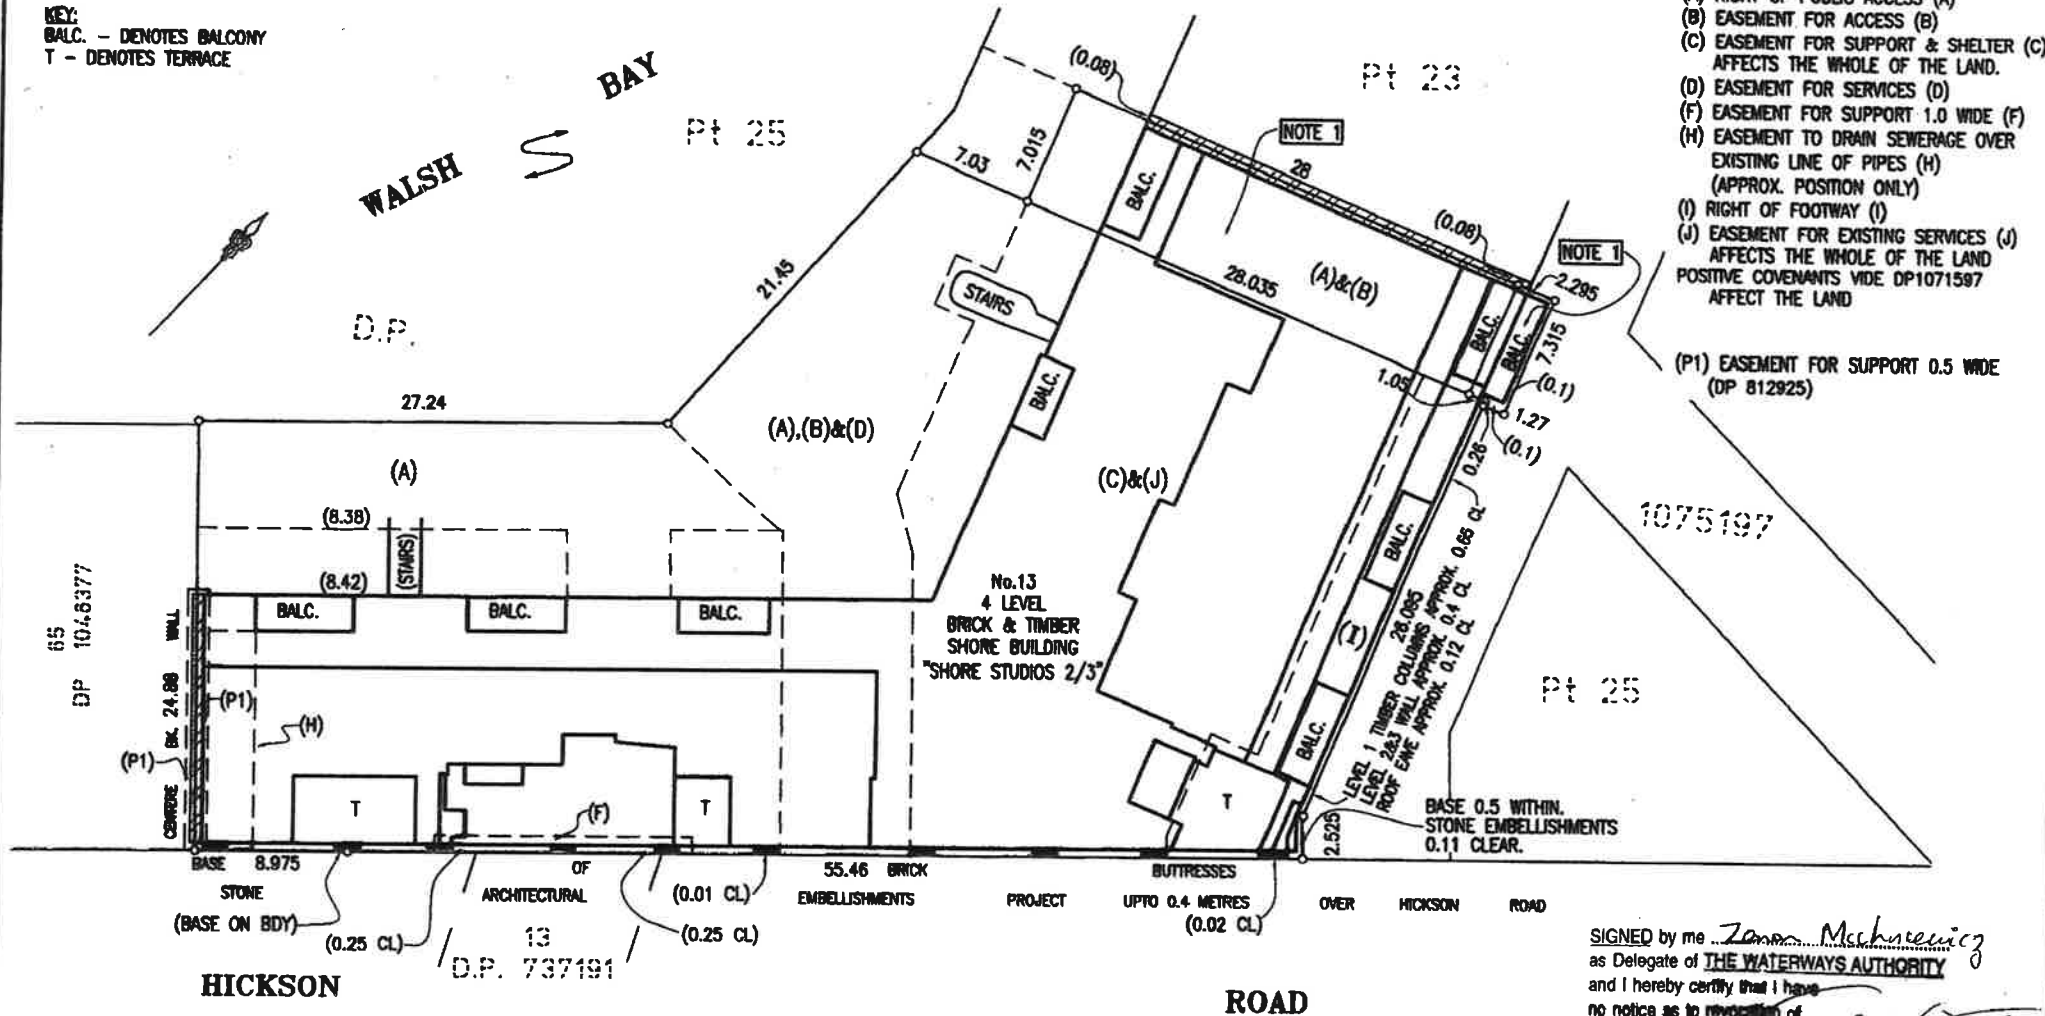 KEY:
BALC. - DENOTES BALCONY
T - DENOTES TERRACE
WALSH BAY
Pt 25
D.P.
Pt 23
(A) RIGHT OF PUBLIC ACCESS (A)
(B) EASEMENT FOR ACCESS (B)
(C) EASEMENT FOR SUPPORT & SHELTER (C)
AFFECTS THE WHOLE OF THE LAND.
(D) EASEMENT FOR SERVICES (D)
(F) EASEMENT FOR SUPPORT 1.0 WIDE (F)
(H) EASEMENT TO DRAIN SEWERAGE OVER
EXISTING LINE OF PIPES (H)
(APPROX. POSITION ONLY)
(I) RIGHT OF FOOTWAY (I)
(J) EASEMENT FOR EXISTING SERVICES (J)
AFFECTS THE WHOLE OF THE LAND
POSITIVE COVENANTS VIDE DP1071597
AFFECT THE LAND
(P1) EASEMENT FOR SUPPORT 0.5 WIDE
(DP 812925)
(0.08)
NOTE 1
7.03
7.015
28
BALC.
(0.08)
NOTE 1
2.295
21.45
STAIRS
28.035
(A)&(B)
BALC.
BALC.
7.315
(0.1)
1.05
1.27
(0.1)
0.26
27.24
BALC.
(A),(B)&(D)
(A)
(C)&(J)
(8.38)
(STAIRS)
(8.42)
BALC.
BALC.
BALC.
BALC.
(I)
BALC.
1075197
Pt 25
65
DP 1046377
No.13
4 LEVEL
BRICK & TIMBER
SHORE BUILDING
"SHORE STUDIOS 2/3"
28.095
LEVEL 1 TIMBER COLUMNS APPROX. 0.65 CL
LEVEL 2&3 WALL APPROX. 0.4 CL
ROOF EAVE APPROX. 0.12 CL
CENTRE BK. 24.88 WALL
(P1)
(P1)
(H)
T
(F)
T
T
BASE 0.5 WITHIN.
STONE EMBELLISHMENTS
0.11 CLEAR.
2.525
BASE 8.975 OF 55.46 BRICK BUTTRESSES
STONE ARCHITECTURAL (0.01 CL) EMBELLISHMENTS PROJECT UPTO 0.4 METRES OVER HICKSON ROAD
(BASE ON BDY)
(0.25 CL)
(0.25 CL)
(0.02 CL)
13
D.P. 737191
HICKSON ROAD
SIGNED by me
as Delegate of THE WATERWAYS AUTHORITY
and I hereby certify that I have
no notice as to revocation of